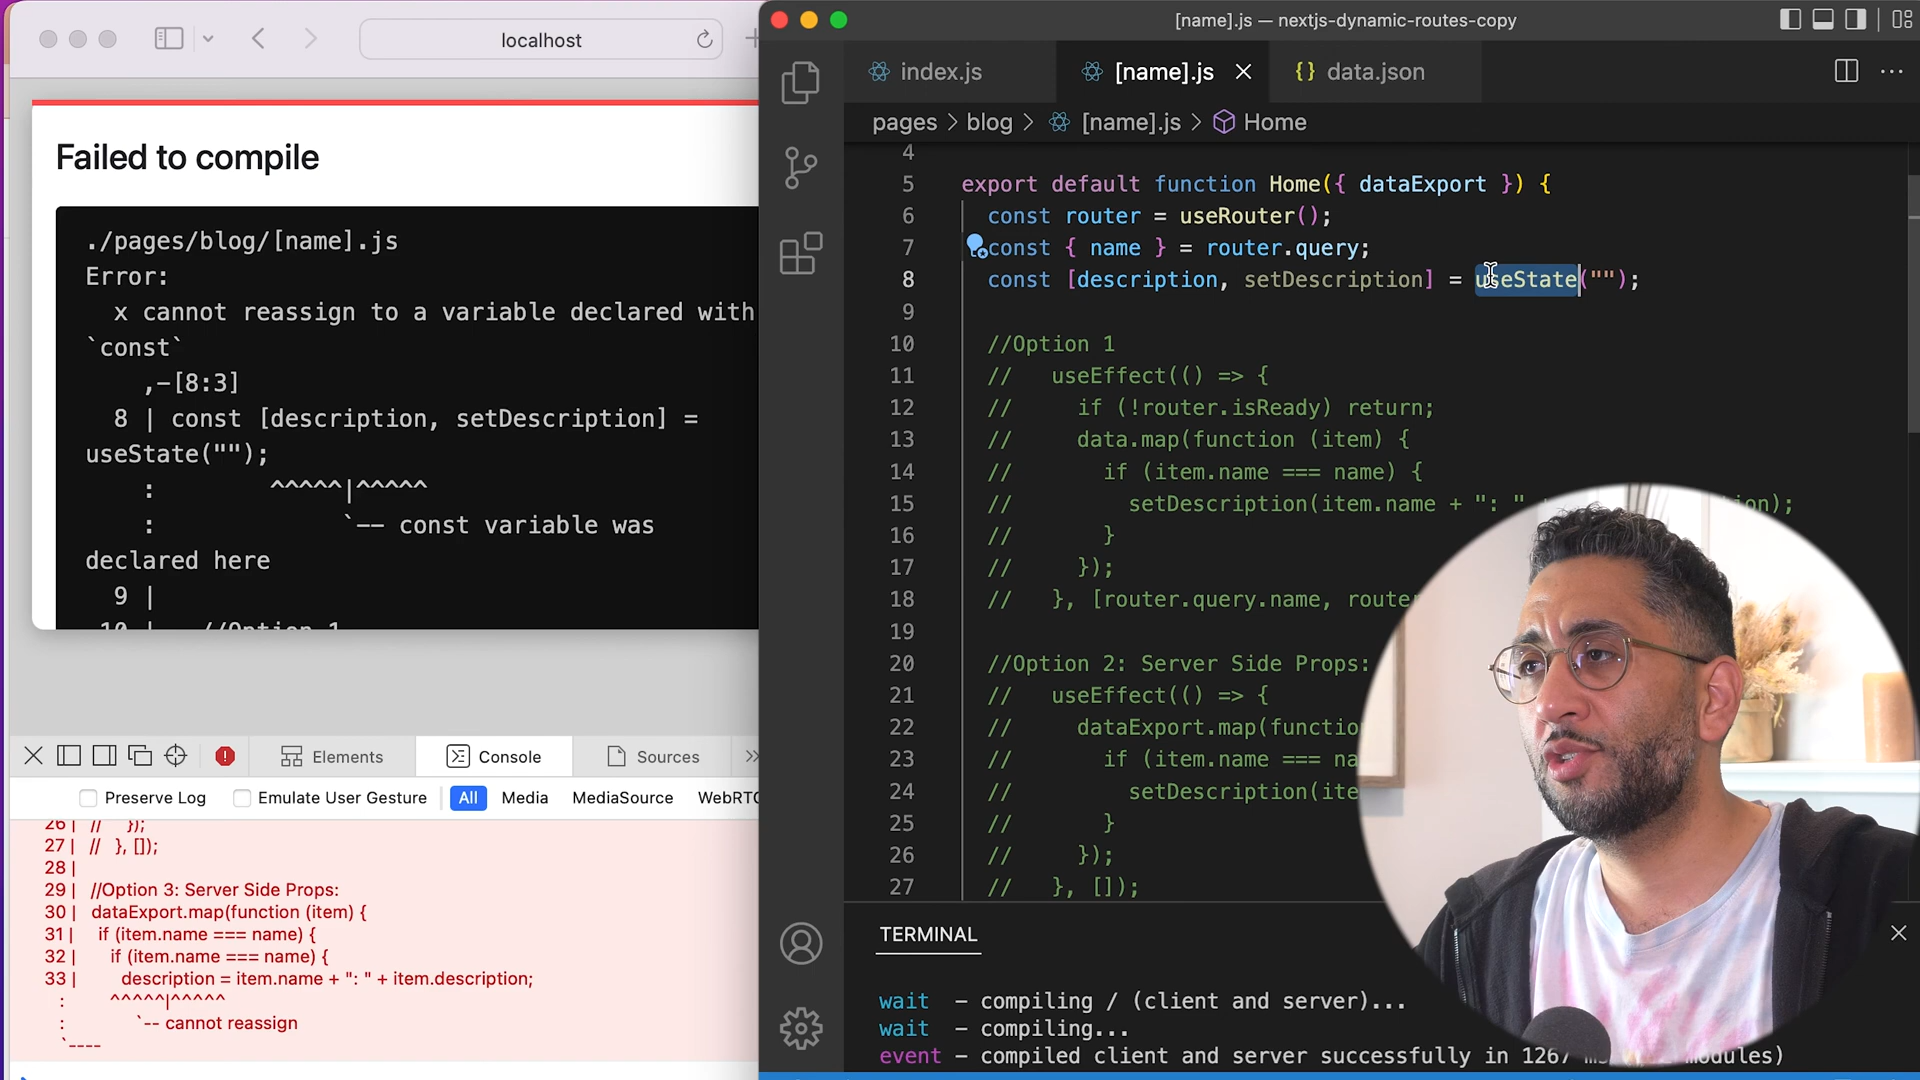 localhost
Failed to compile
./pages/blog/[name].js
Error:
x cannot reassign to a variable declared with
`const`
,-[8:3]
8 | const [description, setDescription] =
useState("");
: ^^^^^|^^^^^
: `-- const variable was
declared here
9 |
10 | //Option 1
Elements
Console
Sources
Preserve Log
Emulate User Gesture
All
Media
MediaSource
WebRTC
26| // });
27| // }, []);
28|
29| //Option 3: Server Side Props:
30| dataExport.map(function (item) {
31| if (item.name === name) {
32| if (item.name === name) {
33| description = item.name + ": " + item.description;
: ^^^^^|^^^^^
: `-- cannot reassign
`----
[name].js — nextjs-dynamic-routes-copy
index.js
[name].js
data.json
pages > blog > [name].js > Home
4
5 export default function Home({ dataExport }) {
6 const router = useRouter();
7 const { name } = router.query;
8 const [description, setDescription] = useState("");
9
10 //Option 1
11 // useEffect(() => {
12 // if (!router.isReady) return;
13 // data.map(function (item) {
14 // if (item.name === name) {
15 // setDescription(item.name + ": "
16 // }
17 // });
18 // }, [router.query.name,
19
20 //Option 2: Server Side Props:
21 // useEffect(() => {
22 // dataExport.map(
23 // if (item.name ===
24 // setDescription(
25 // }
26 // });
27 // }, []);
TERMINAL
wait - compiling / (client and server)...
wait - compiling...
event - compiled client and server successfully in 1267